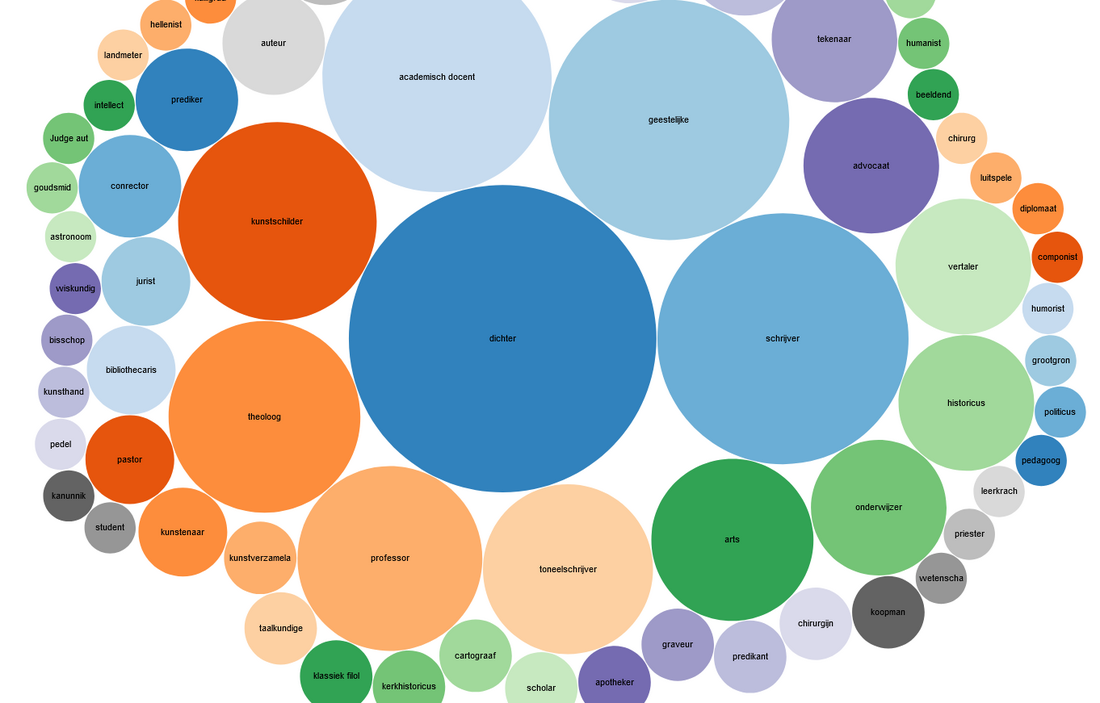 hellenist
auteur
tekenaar
humanist
landmeter
academisch docent
prediker
beeldend
intellect
geestelijke
Judge aut
chirurg
advocaat
conrector
luitspele
goudsmid
kunstschilder
diplomaat
astronoom
vertaler
componist
jurist
wiskundig
humorist
bisschop
dichter
schrijver
grootgron
bibliothecaris
kunsthand
historicus
politicus
theoloog
pedel
pastor
pedagoog
kanunnik
leerkrach
onderwijzer
student
kunstenaar
arts
priester
kunstverzamela
professor
toneelschrijver
wetenscha
koopman
taalkundige
chirurgijn
graveur
cartograaf
predikant
klassiek filol
kerkhistoricus
scholar
apotheker